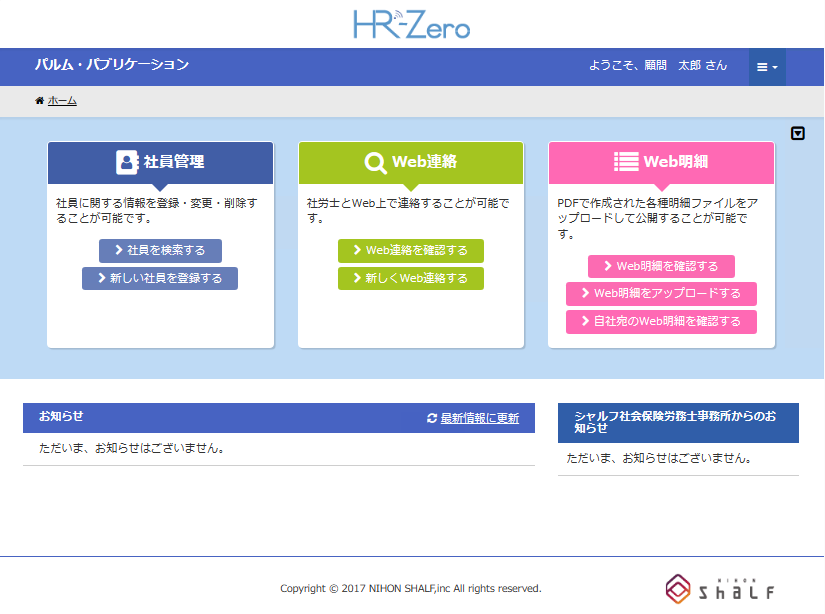 HR-Zero
パルム・パブリケーション
ようこそ、顧問　太郎 さん
ホーム
社員管理
社員に関する情報を登録・変更・削除す
ることが可能です。
社員を検索する
新しい社員を登録する
Web連絡
社労士とWeb上で連絡することが可能で
す。
Web連絡を確認する
新しくWeb連絡する
Web明細
PDFで作成された各種明細ファイルをア
ップロードして公開することが可能で
す。
Web明細を確認する
Web明細をアップロードする
自社宛のWeb明細を確認する
お知らせ
最新情報に更新
ただいま、お知らせはございません。
シャルフ社会保険労務士事務所からのお
知らせ
ただいま、お知らせはございません。
Copyright © 2017 NIHON SHALF,inc All rights reserved.
NIHON
SHALF